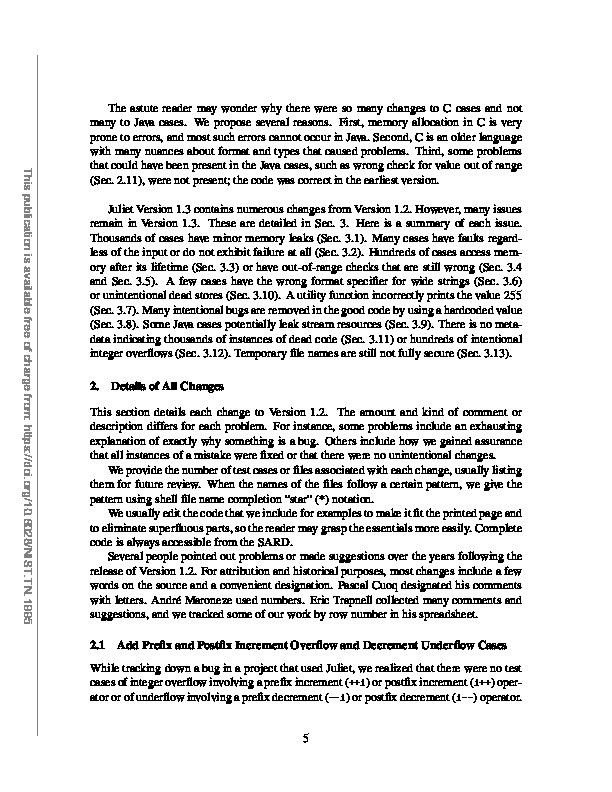 The astute reader may wonder why there were so many changes to C cases and not
many to Java cases. We propose several reasons. First, memory allocation in C is very
prone to errors, and most such errors cannot occur in Java. Second, C is an older language
with many nuances about format and types that caused problems. Third, some problems
that could have been present in the Java cases, such as wrong check for value out of range
(Sec. 2.11), were not present; the code was correct in the earliest version.
Juliet Version 1.3 contains numerous changes from Version 1.2. However, many issues
remain in Version 1.3. These are detailed in Sec. 3. Here is a summary of each issue.
Thousands of cases have minor memory leaks (Sec. 3.1). Many cases have faults regard-
less of the input or do not exhibit failure at all (Sec. 3.2). Hundreds of cases access mem-
ory after its lifetime (Sec. 3.3) or have out-of-range checks that are still wrong (Sec. 3.4
and Sec. 3.5). A few cases have the wrong format specifier for wide strings (Sec. 3.6)
or unintentional dead stores (Sec. 3.10). A utility function incorrectly prints the value 255
(Sec. 3.7). Many intentional bugs are removed in the good code by using a hardcoded value
(Sec. 3.8). Some Java cases potentially leak stream resources (Sec. 3.9). There is no meta-
data indicating thousands of instances of dead code (Sec. 3.11) or hundreds of intentional
integer overflows (Sec. 3.12). Temporary file names are still not fully secure (Sec. 3.13).
2. Details of All Changes
This section details each change to Version 1.2. The amount and kind of comment or
description differs for each problem. For instance, some problems include an exhausting
explanation of exactly why something is a bug. Others include how we gained assurance
that all instances of a mistake were fixed or that there were no unintentional changes.
We provide the number of test cases or files associated with each change, usually listing
them for future review. When the names of the files follow a certain pattern, we give the
pattern using shell file name completion "star" (*) notation.
We usually edit the code that we include for examples to make it fit the printed page and
to eliminate superfluous parts, so the reader may grasp the essentials more easily. Complete
code is always accessible from the SARD.
Several people pointed out problems or made suggestions over the years following the
release of Version 1.2. For attribution and historical purposes, most changes include a few
words on the source and a convenient designation. Pascal Cuoq designated his comments
with letters. André Maroneze used numbers. Eric Trapnell collected many comments and
suggestions, and we tracked some of our work by row number in his spreadsheet.
2.1 Add Prefix and Postfix Increment Overflow and Decrement Underflow Cases
While tracking down a bug in a project that used Juliet, we realized that there were no test
cases of integer overflow involving a prefix increment (++i) or postfix increment (i++) oper-
ator or of underflow involving a prefix decrement (--i) or postfix decrement (i--) operator.
5
This publication is available free of charge from: https://doi.org/10.6028/NIST.TN.1995